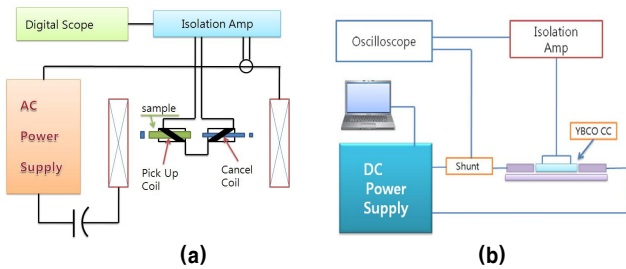 Digital Scope
Isolation Amp
AC
Power
Supply
sample
Pick Up
Coil
Cancel
Coil
(a)
Oscilloscope
Isolation
Amp
YBCO CC
Shunt
DC
Power
Supply
(b)